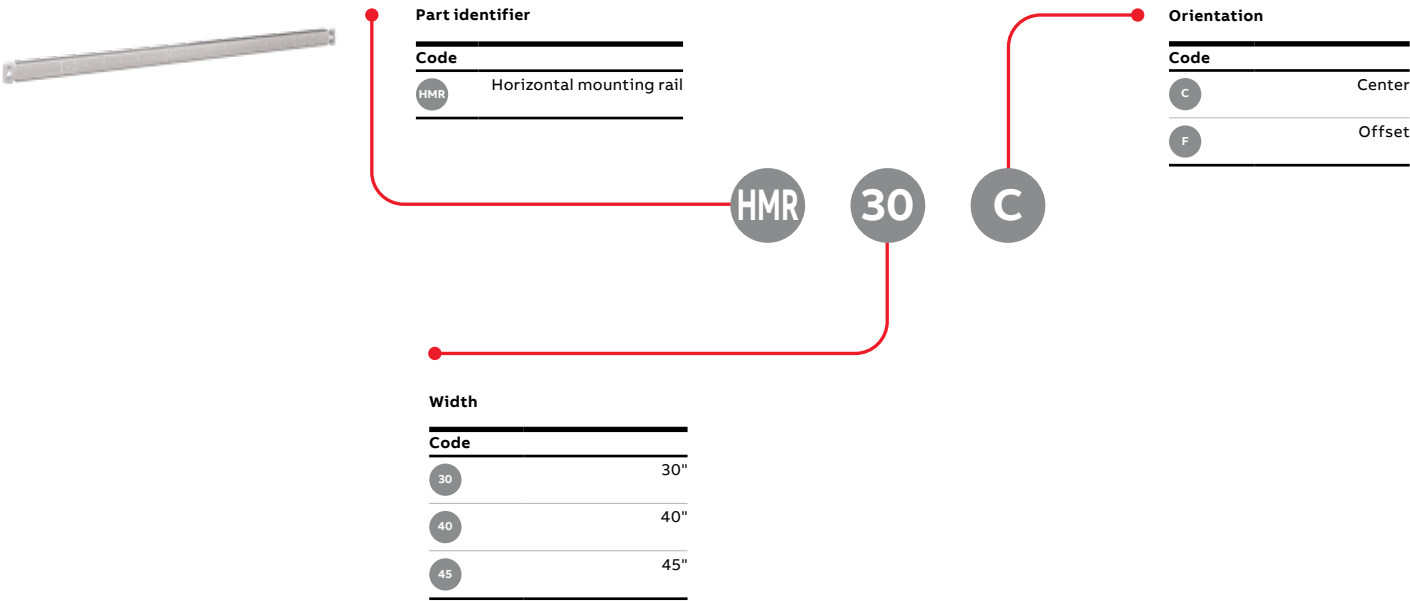 Part identifier
Code
HMR Horizontal mounting rail
Orientation
Code
C Center
F Offset
HMR 30 C
Width
Code
30 30"
40 40"
45 45"